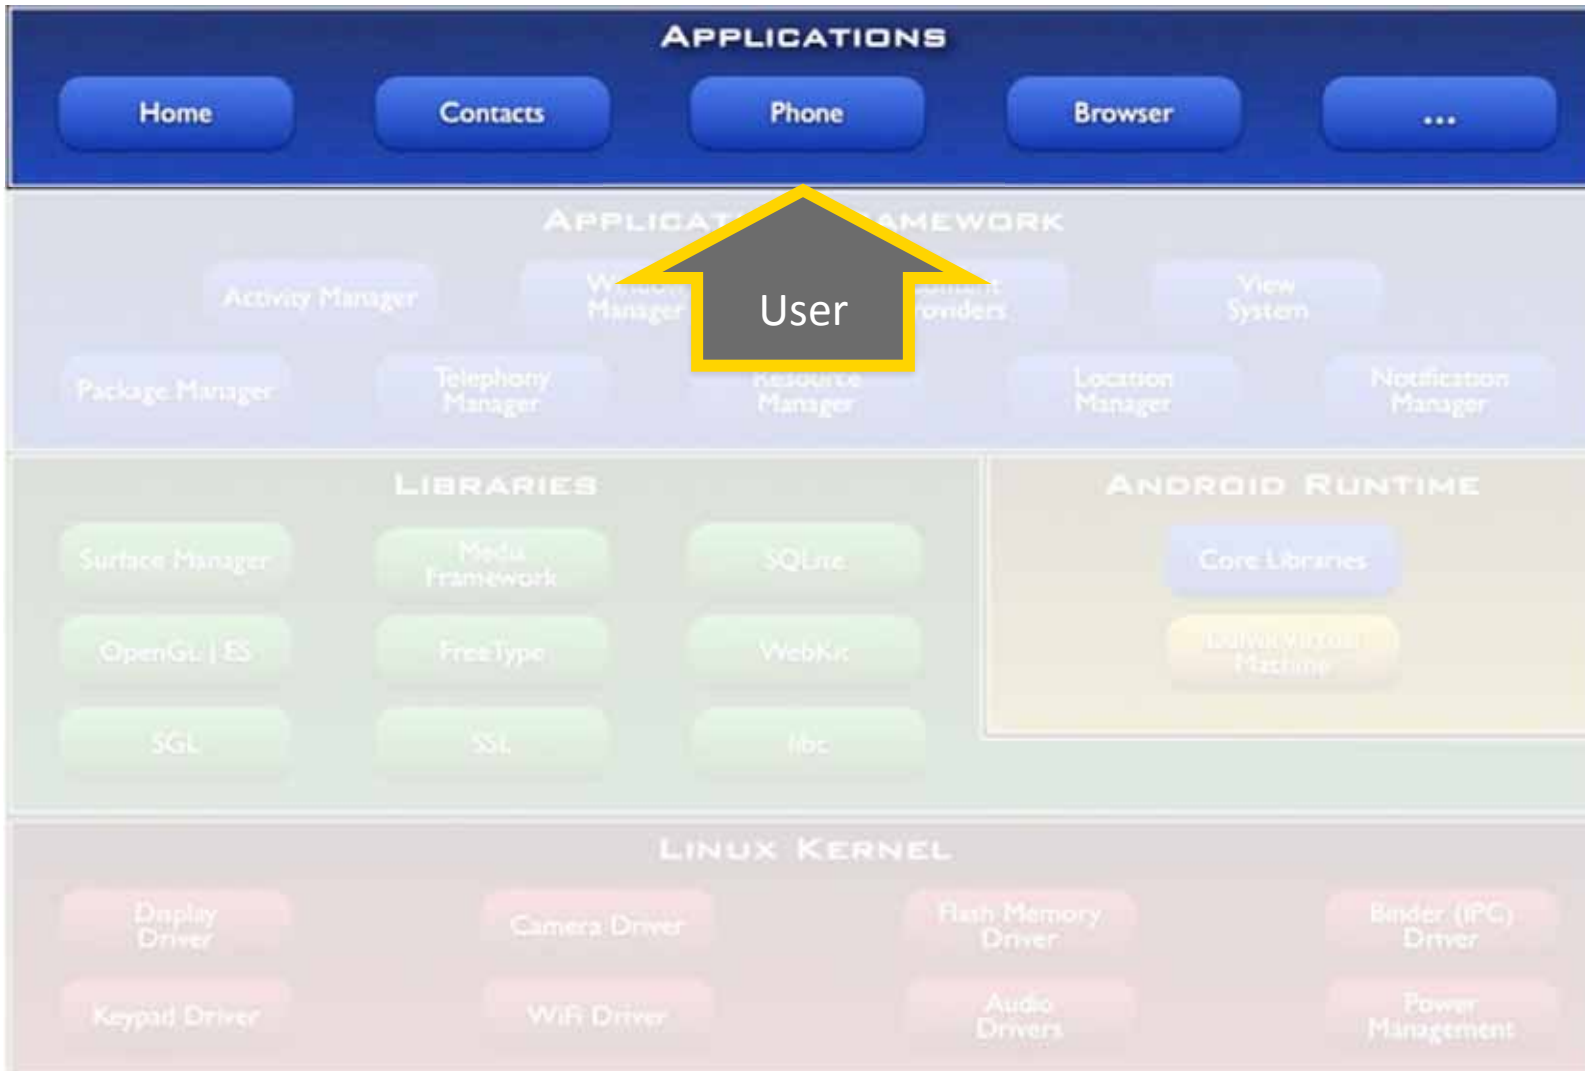 APPLICATIONS
Home
Contacts
Phone
Browser
...
Activity Manager
Manager
View
System
User
Package Manager
Telephony
Manager
Resource
Manager
Location
Manager
Notification
Manager
LIBRARIES
ANDROID RUNTIME
Surface Manager
Media
Framework
SQLite
Core Libraries
OpenGL | ES
FreeType
WebKit
Machine
SGL
SSL
libc
LINUX KERNEL
Display
Driver
Camera Driver
Flash Memory
Driver
Binder (IPC)
Driver
Keypad Driver
WiFi Driver
Audio
Drivers
Power
Management